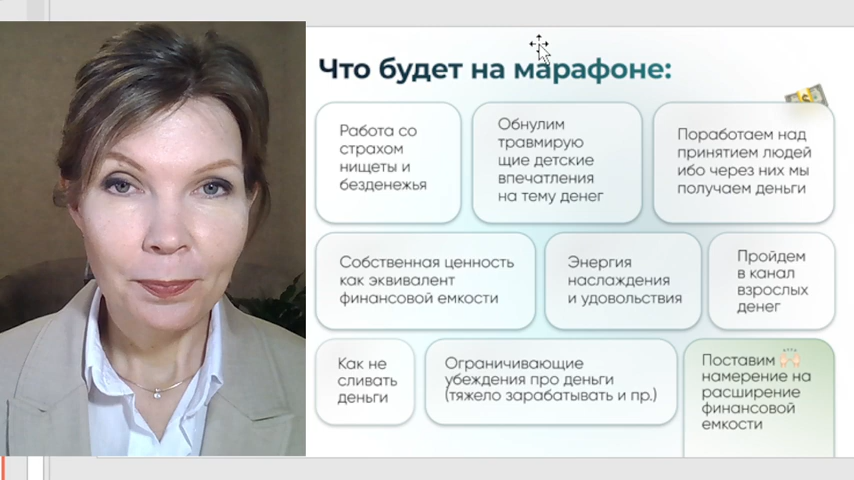 Что будет на марафоне:
Работа со
страхом
нищеты и
безденежья
Обнулим
травмирую
щие детские
впечатления
на тему денег
Поработаем над
принятием людей
ибо через них мы
получаем деньги
Собственная ценность
как эквивалент
финансовой емкости
Энергия
наслаждения
и удовольствия
Пройдем
в канал
взрослых
денег
Как не
сливать
деньги
Ограничивающие
убеждения про деньги
(тяжело зарабатывать и пр.)
Поставим 🙌🏻
намерение на
расширение
финансовой
емкости